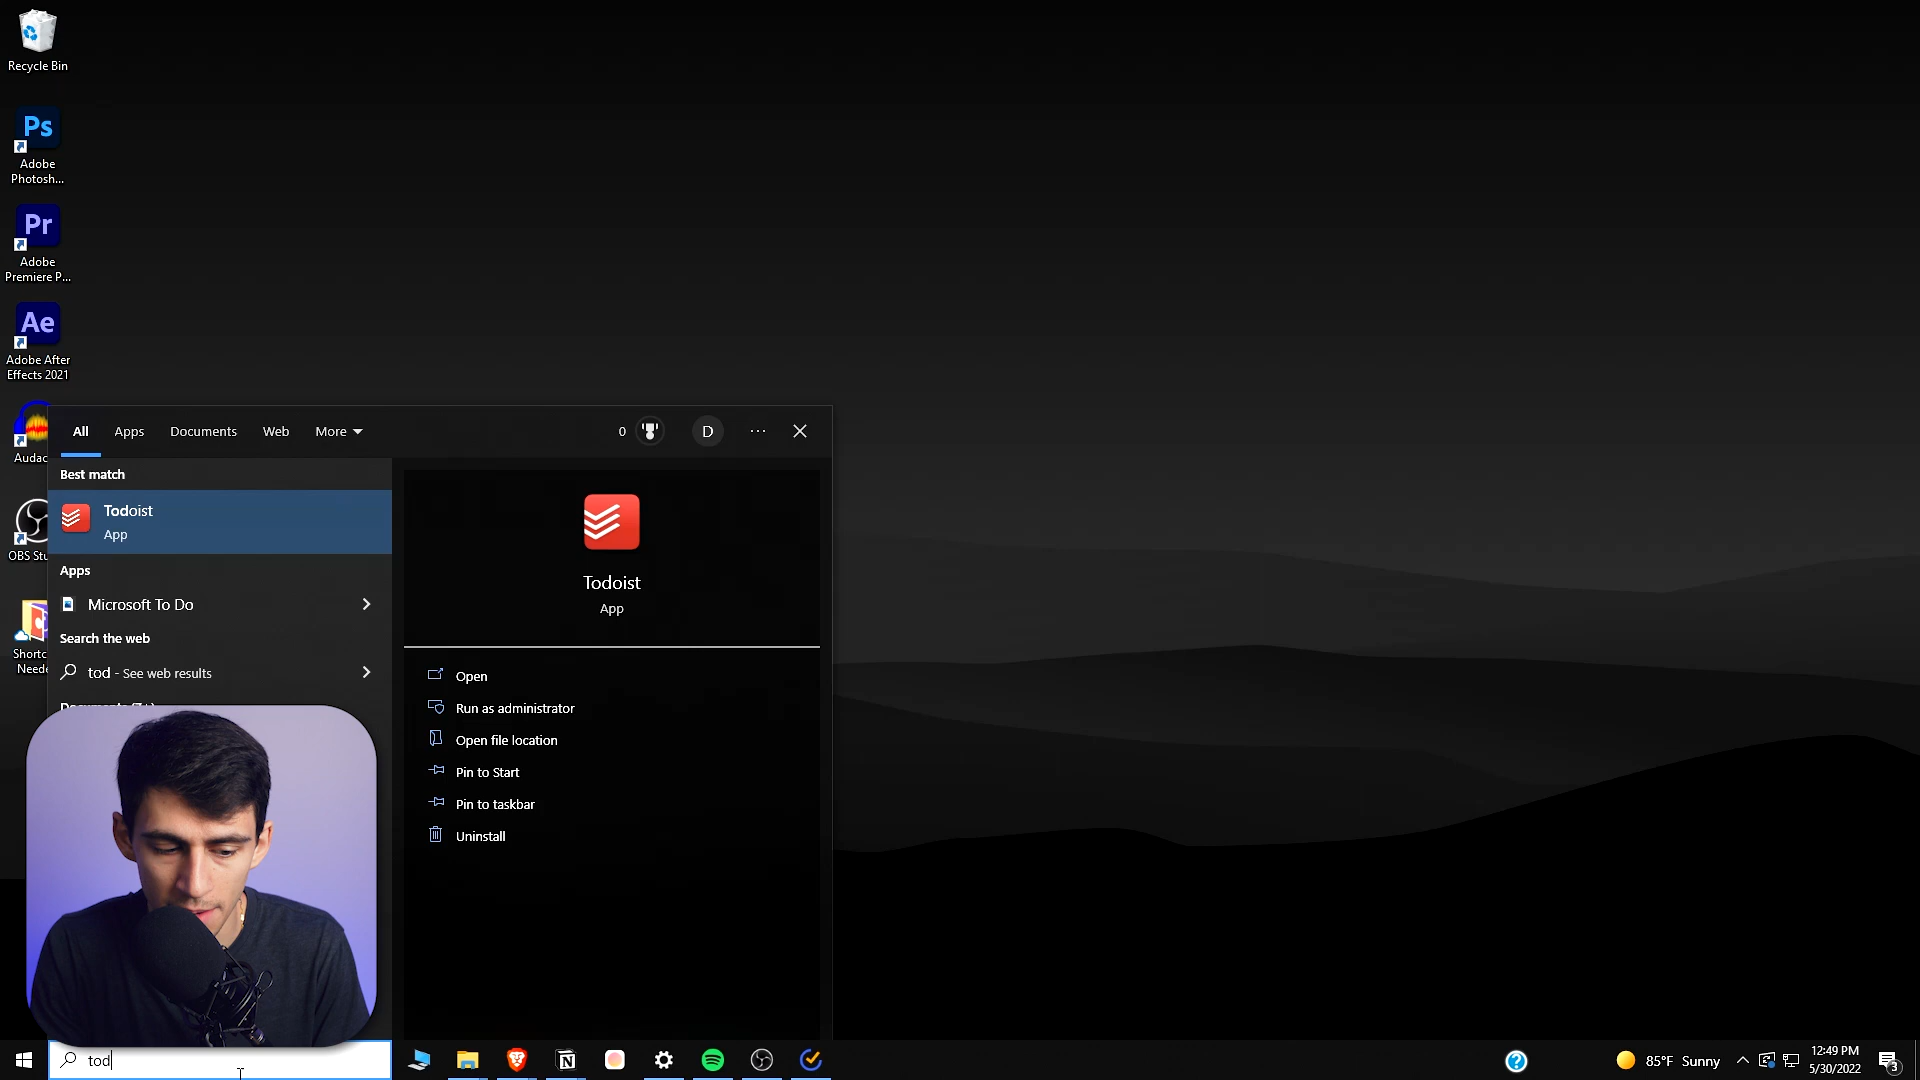 Recycle Bin
Ps
Adobe
Photosh...
Pr
Adobe
Premiere P...
Ae
Adobe After
Effects 2021
Audac
OBS Stu
Shortc
Neede
All
Apps
Documents
Web
More
0
D
Best match
Todoist
App
Apps
Microsoft To Do
Search the web
tod - See web results
Todoist
App
Open
Run as administrator
Open file location
Pin to Start
Pin to taskbar
Uninstall
tod
85°F Sunny
12:49 PM
5/30/2022
3